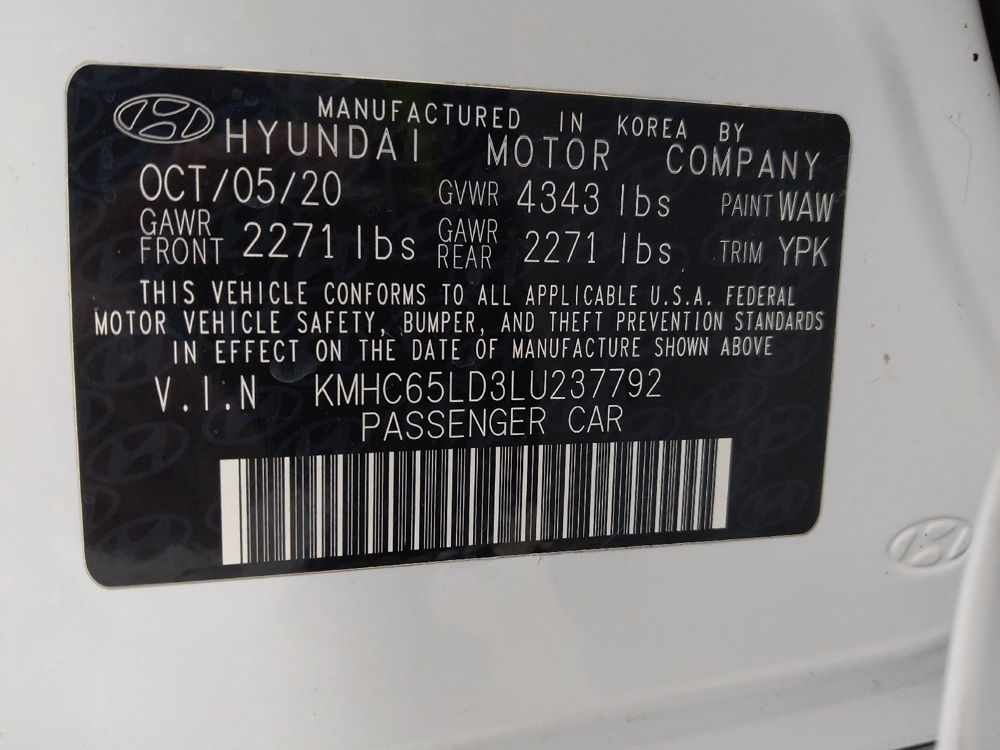 MANUFACTURED IN KOREA BY
HYUNDAI MOTOR COMPANY
OCT/05/20 GVWR 4343 lbs PAINT WAW
GAWR FRONT 2271 lbs GAWR REAR 2271 lbs TRIM YPK
THIS VEHICLE CONFORMS TO ALL APPLICABLE U.S.A. FEDERAL
MOTOR VEHICLE SAFETY, BUMPER, AND THEFT PREVENTION STANDARDS
IN EFFECT ON THE DATE OF MANUFACTURE SHOWN ABOVE
V.I.N KMHC65LD3LU237792
PASSENGER CAR